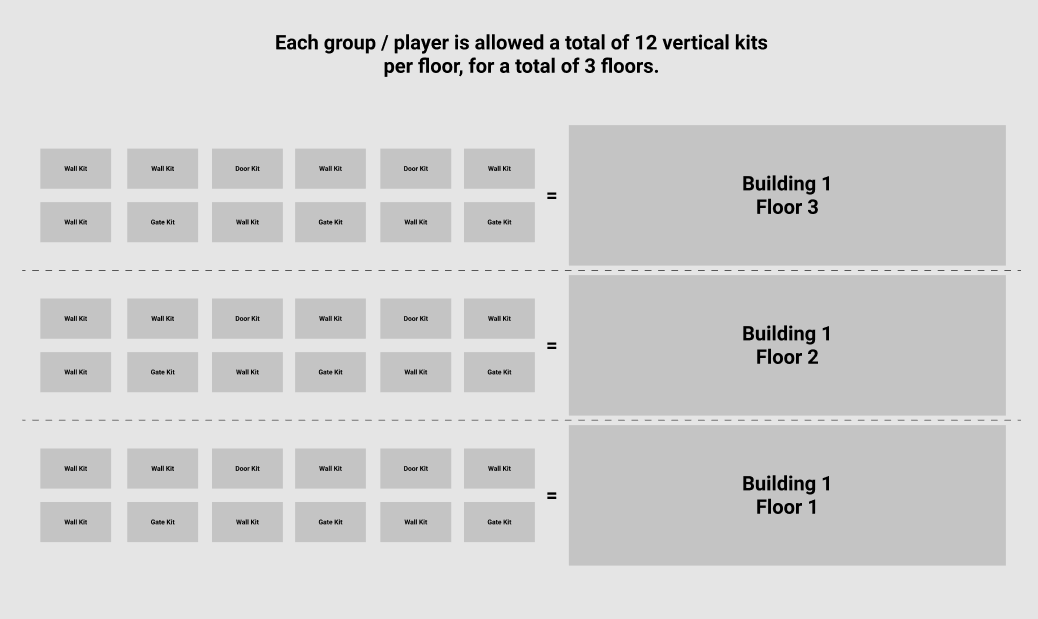 Each group / player is allowed a total of 12 vertical kits
per floor, for a total of 3 floors.
Wall Kit Wall Kit Door Kit Wall Kit Door Kit Wall Kit
Wall Kit Gate Kit Wall Kit Gate Kit Wall Kit Gate Kit
=
Building 1
Floor 3
Wall Kit Wall Kit Door Kit Wall Kit Door Kit Wall Kit
Wall Kit Gate Kit Wall Kit Gate Kit Wall Kit Gate Kit
=
Building 1
Floor 2
Wall Kit Wall Kit Door Kit Wall Kit Door Kit Wall Kit
Wall Kit Gate Kit Wall Kit Gate Kit Wall Kit Gate Kit
=
Building 1
Floor 1